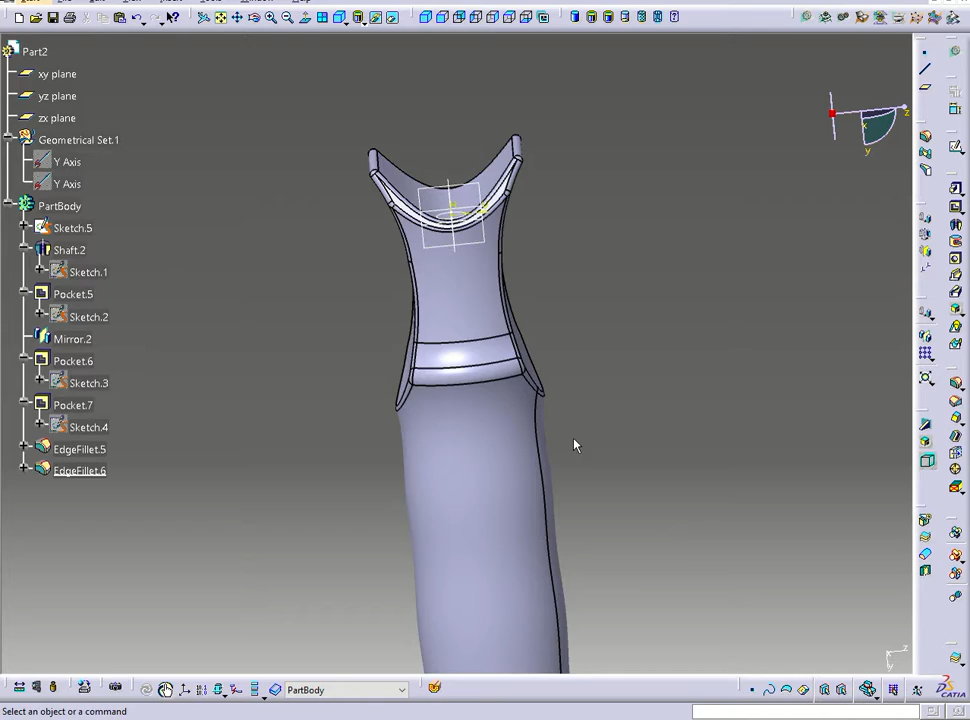 Part2
xy plane
yz plane
zx plane
Geometrical Set.1
Y Axis
Y Axis
PartBody
Sketch.5
Shaft.2
Sketch.1
Pocket.5
Sketch.2
Mirror.2
Pocket.6
Sketch.3
Pocket.7
Sketch.4
EdgeFillet.5
EdgeFillet.6
z
x
y
z
x
y
PartBody
CATIA
Select an object or a command